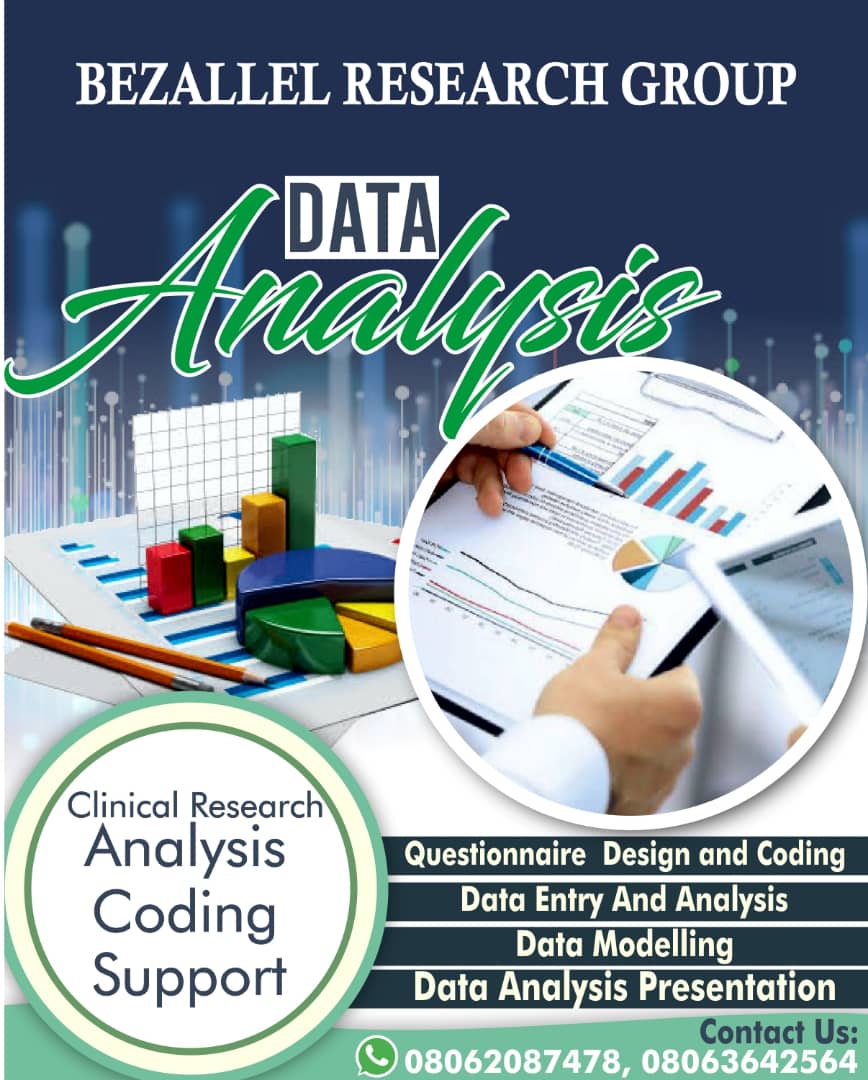 BEZALLEL RESEARCH GROUP
DATA
Analysis
Clinical Research
Analysis
Coding
Support
Questionnaire Design and Coding
Data Entry And Analysis
Data Modelling
Data Analysis Presentation
Contact Us:
08062087478, 08063642564